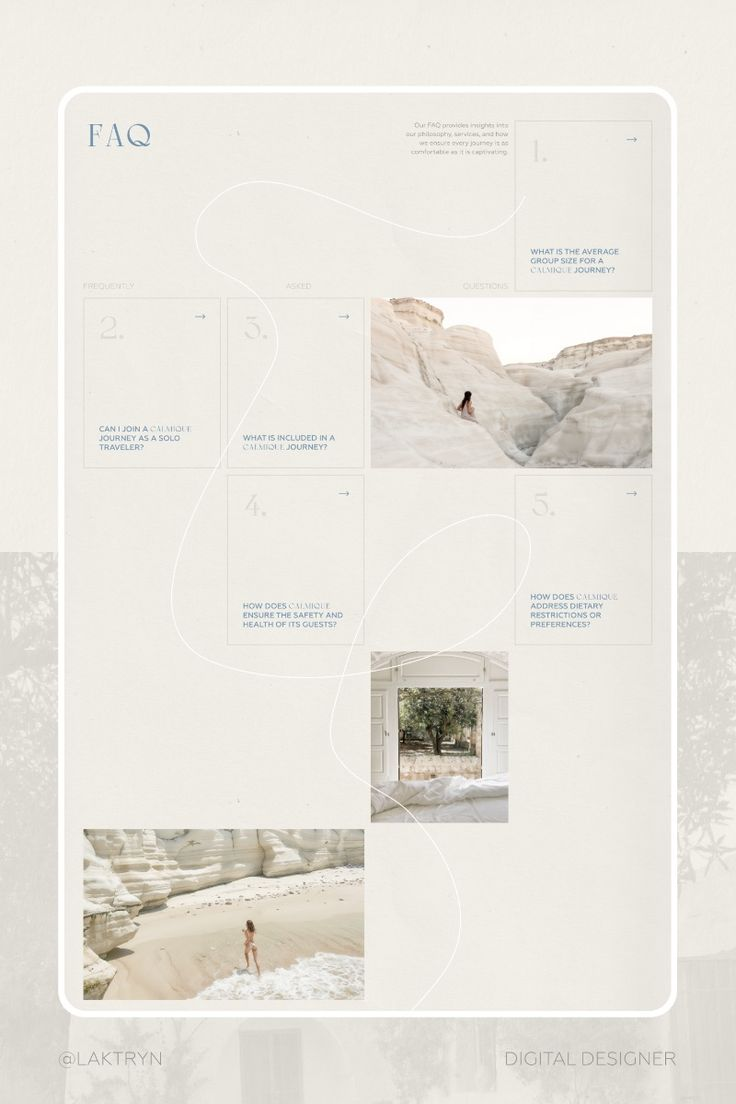 FAQ
Our FAQ provides insights into
our philosophy, services, and how
we ensure every journey is as
comfortable as it is captivating.
1.
→
WHAT IS THE AVERAGE
GROUP SIZE FOR A
CALMIQUE JOURNEY?
FREQUENTLY
ASKED
QUESTIONS
2.
→
CAN I JOIN A CALMIQUE
JOURNEY AS A SOLO
TRAVELER?
3.
→
WHAT IS INCLUDED IN A
CALMIQUE JOURNEY?
4.
→
HOW DOES CALMIQUE
ENSURE THE SAFETY AND
HEALTH OF ITS GUESTS?
5.
→
HOW DOES CALMIQUE
ADDRESS DIETARY
RESTRICTIONS OR
PREFERENCES?
@LAKTRYN
DIGITAL DESIGNER